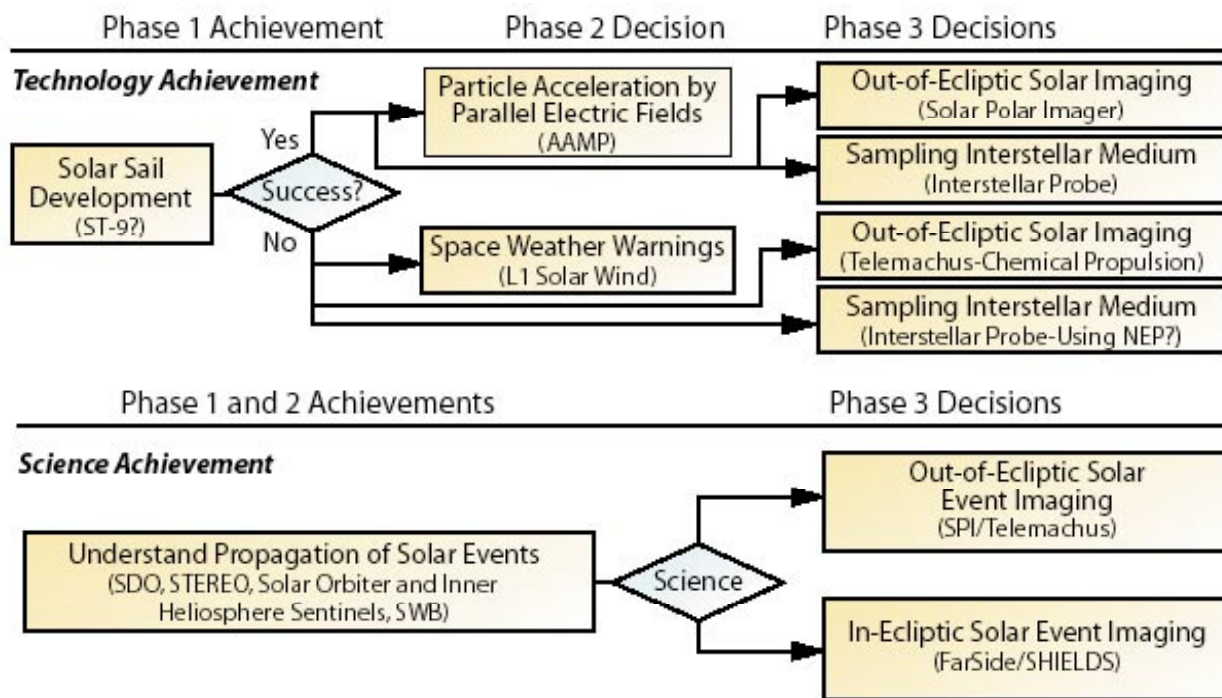 Phase 1 Achievement
Phase 2 Decision
Phase 3 Decisions
Technology Achievement
Solar Sail
Development
(ST-9?)
Yes
Success?
No
Particle Acceleration by
Parallel Electric Fields
(AAMP)
Space Weather Warnings
(L1 Solar Wind)
Out-of-Ecliptic Solar Imaging
(Solar Polar Imager)
Sampling Interstellar Medium
(Interstellar Probe)
Out-of-Ecliptic Solar Imaging
(Telemachus-Chemical Propulsion)
Sampling Interstellar Medium
(Interstellar Probe-Using NEP?)
Phase 1 and 2 Achievements
Phase 3 Decisions
Science Achievement
Understand Propagation of Solar Events
(SDO, STEREO, Solar Orbiter and Inner
Heliosphere Sentinels, SWB)
Science
Out-of-Ecliptic Solar
Event Imaging
(SPI/Telemachus)
In-Ecliptic Solar Event Imaging
(FarSide/SHIELDS)